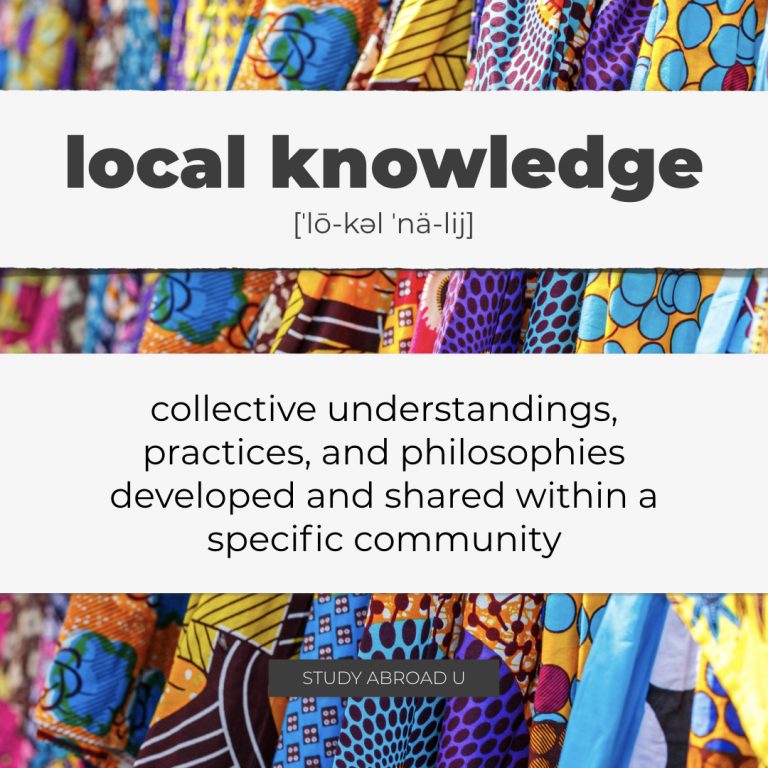 local knowledge
[ˈlō-kəl ˈnä-lij]
collective understandings,
practices, and philosophies
developed and shared within a
specific community
STUDY ABROAD U